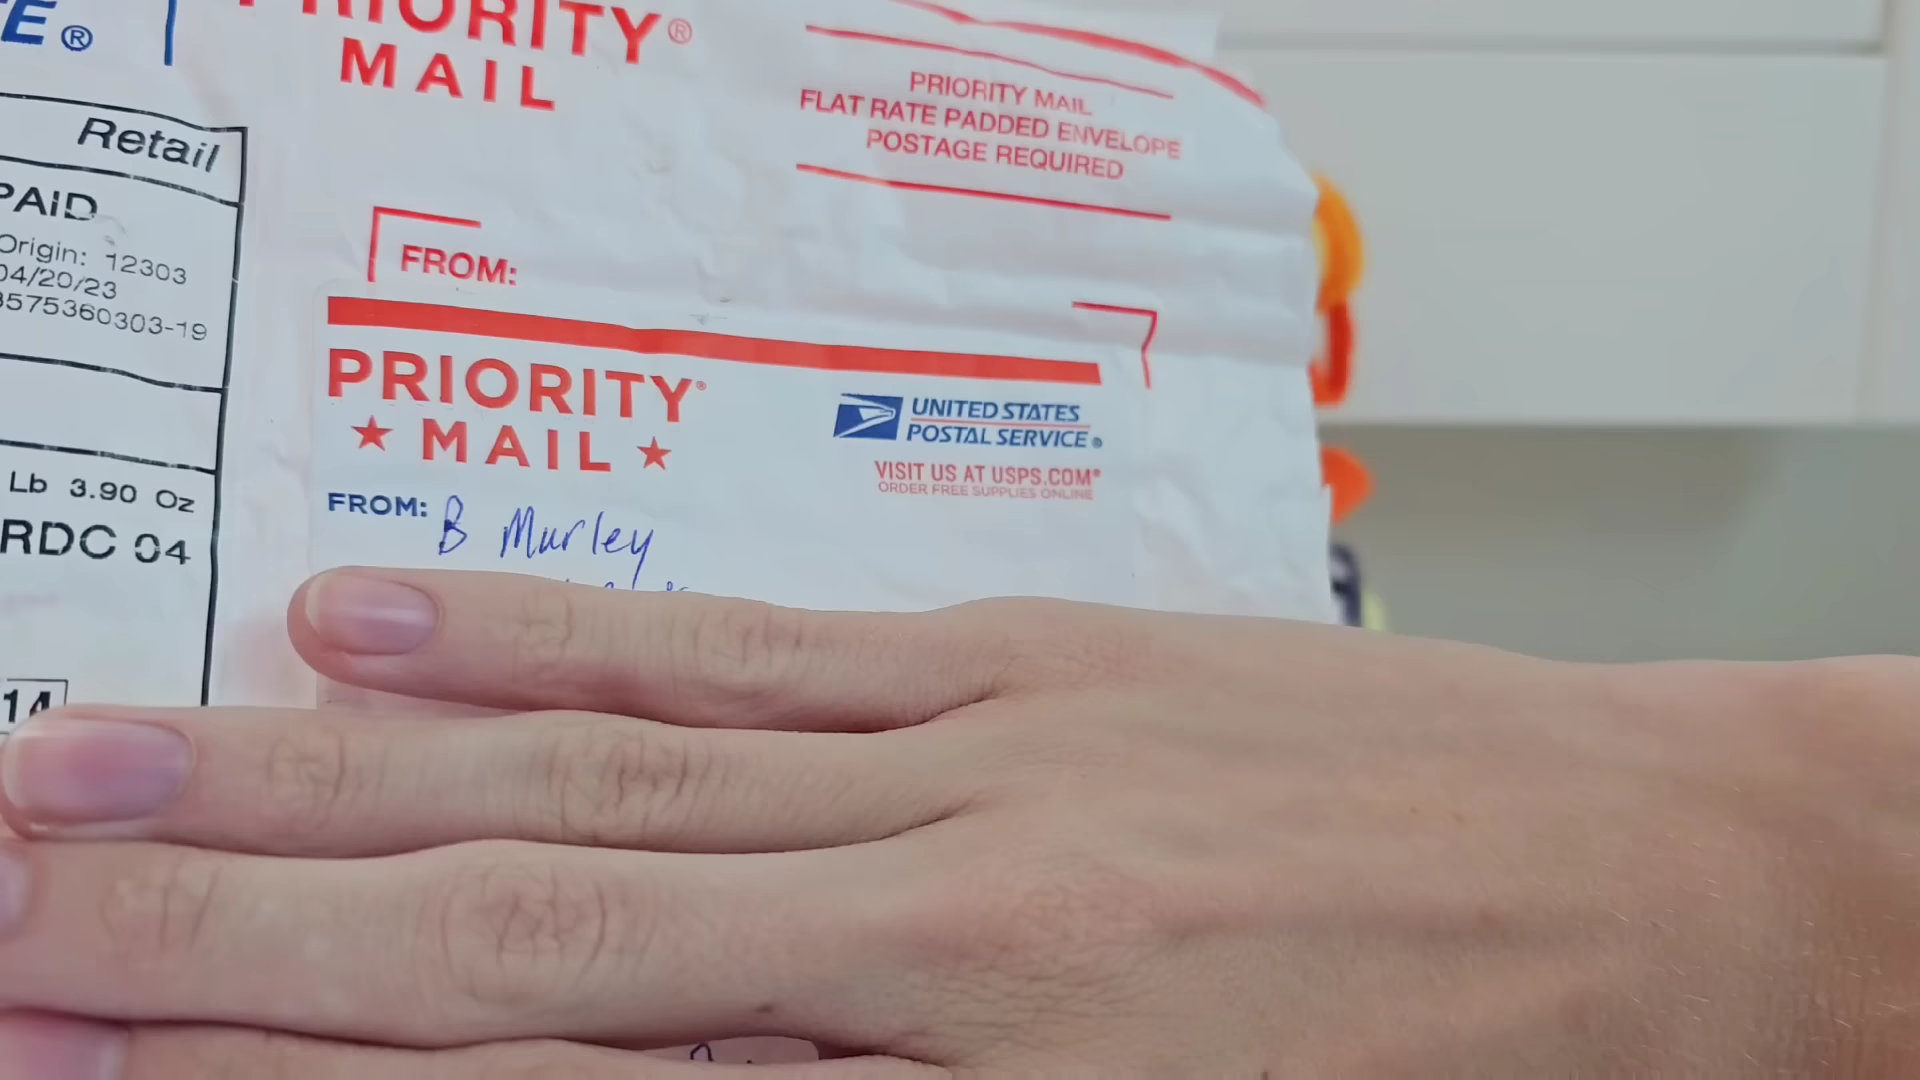 E®
PRIORITY®
MAIL
PRIORITY MAIL
FLAT RATE PADDED ENVELOPE
POSTAGE REQUIRED
Retail
PAID
Origin: 12303
04/20/23
3575360303-19
Lb 3.90 Oz
RDC 04
14
FROM:
PRIORITY®
★ MAIL ★
UNITED STATES
POSTAL SERVICE®
VISIT US AT USPS.COM®
ORDER FREE SUPPLIES ONLINE
FROM: B Murley